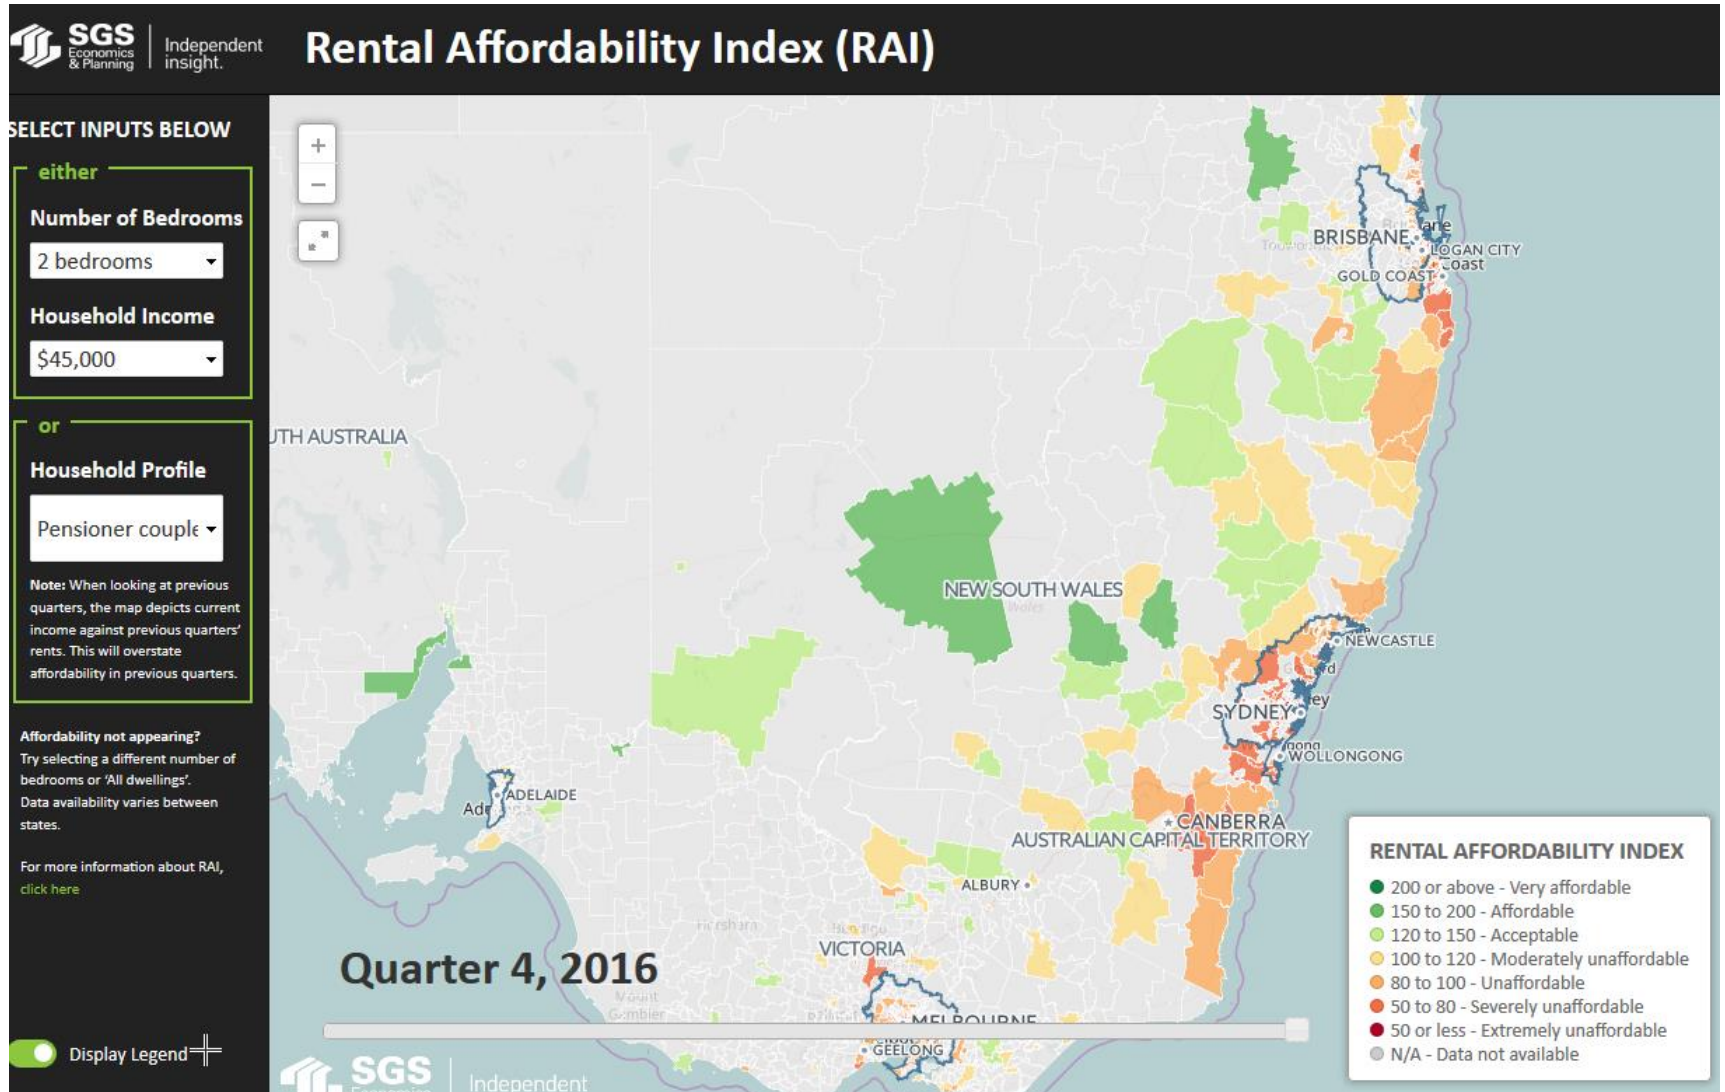 SGS
Economics
& Planning
Independent
insight.
Rental Affordability Index (RAI)
SELECT INPUTS BELOW
either
Number of Bedrooms
2 bedrooms
Household Income
$45,000
or
Household Profile
Pensioner couple
Note: When looking at previous
quarters, the map depicts current
income against previous quarters'
rents. This will overstate
affordability in previous quarters.
Affordability not appearing?
Try selecting a different number of
bedrooms or 'All dwellings'.
Data availability varies between
states.
For more information about RAI,
click here
Display Legend
+
−
BRISBANE
LOGAN CITY
GOLD COAST
Coast
UTH AUSTRALIA
NEW SOUTH WALES
Wales
NEWCASTLE
SYDNEY
WOLLONGONG
ADELAIDE
CANBERRA
AUSTRALIAN CAPITAL TERRITORY
ALBURY
VICTORIA
Quarter 4, 2016
Mount
Gambier
MELBOURNE
GEELONG
SGS
Independent
RENTAL AFFORDABILITY INDEX
200 or above - Very affordable
150 to 200 - Affordable
120 to 150 - Acceptable
100 to 120 - Moderately unaffordable
80 to 100 - Unaffordable
50 to 80 - Severely unaffordable
50 or less - Extremely unaffordable
N/A - Data not available